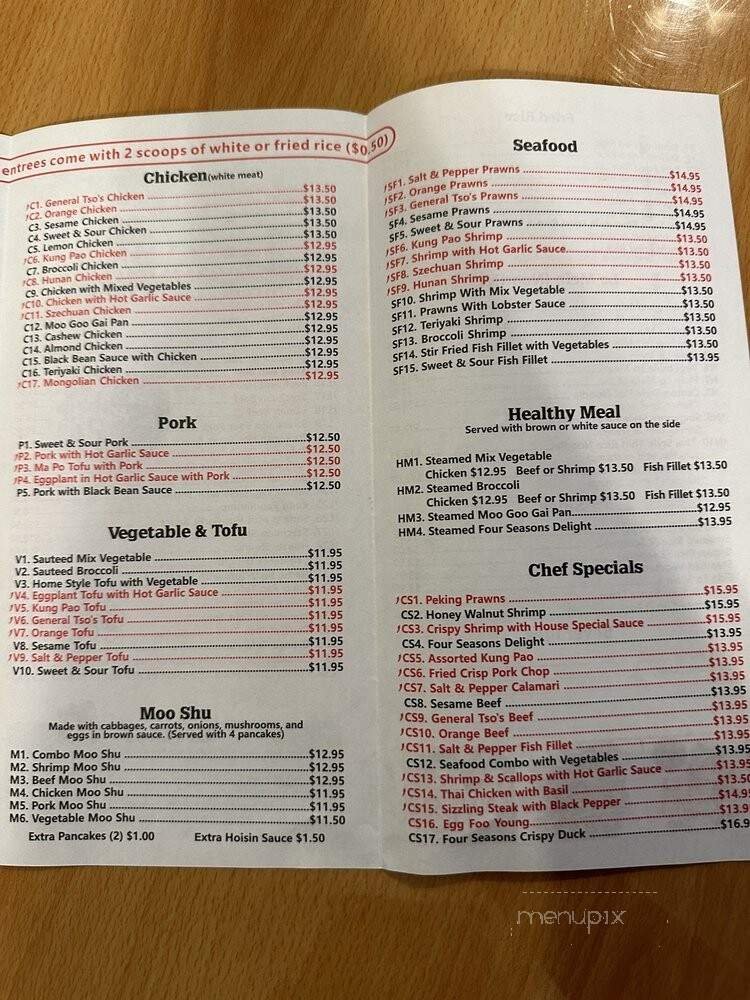 entrees come with 2 scoops of white or fried rice ($0.50)
Chicken(white meat)
C1. General Tso's Chicken $13.50
C2. Orange Chicken $13.50
C3. Sesame Chicken $13.50
C4. Sweet & Sour Chicken $13.50
C5. Lemon Chicken $13.50
C6. Kung Pao Chicken $12.95
C7. Broccoli Chicken $12.95
C8. Hunan Chicken $12.95
C9. Chicken with Mixed Vegetables $12.95
C10. Chicken with Hot Garlic Sauce $12.95
C11. Szechuan Chicken $12.95
C12. Moo Goo Gai Pan $12.95
C13. Cashew Chicken $12.95
C14. Almond Chicken $12.95
C15. Black Bean Sauce with Chicken $12.95
C16. Teriyaki Chicken $12.95
C17. Mongolian Chicken $12.95
Pork
P1. Sweet & Sour Pork $12.50
P2. Pork with Hot Garlic Sauce $12.50
P3. Ma Po Tofu with Pork $12.50
P4. Eggplant in Hot Garlic Sauce with Pork $12.50
P5. Pork with Black Bean Sauce $12.50
Vegetable & Tofu
V1. Sauteed Mix Vegetable $11.95
V2. Sauteed Broccoli $11.95
V3. Home Style Tofu with Vegetable $11.95
V4. Eggplant Tofu with Hot Garlic Sauce $11.95
V5. Kung Pao Tofu $11.95
V6. General Tso's Tofu $11.95
V7. Orange Tofu $11.95
V8. Sesame Tofu $11.95
V9. Salt & Pepper Tofu $11.95
V10. Sweet & Sour Tofu $11.95
Moo Shu
Made with cabbages, carrots, onions, mushrooms, and
eggs in brown sauce. (Served with 4 pancakes)
M1. Combo Moo Shu $12.95
M2. Shrimp Moo Shu $12.95
M3. Beef Moo Shu $12.95
M4. Chicken Moo Shu $11.95
M5. Pork Moo Shu $11.95
M6. Vegetable Moo Shu $11.50
Extra Pancakes (2) $1.00 Extra Hoisin Sauce $1.50
Seafood
SF1. Salt & Pepper Prawns $14.95
SF2. Orange Prawns $14.95
SF3. General Tso's Prawns $14.95
SF4. Sesame Prawns $14.95
SF5. Sweet & Sour Prawns $14.95
SF6. Kung Pao Shrimp $13.50
SF7. Shrimp with Hot Garlic Sauce $13.50
SF8. Szechuan Shrimp $13.50
SF9. Hunan Shrimp $13.50
SF10. Shrimp With Mix Vegetable $13.50
SF11. Prawns With Lobster Sauce $13.50
SF12. Teriyaki Shrimp $13.50
SF13. Broccoli Shrimp $13.50
SF14. Stir Fried Fish Fillet with Vegetables $13.50
SF15. Sweet & Sour Fish Fillet $13.95
Healthy Meal
Served with brown or white sauce on the side
HM1. Steamed Mix Vegetable
Chicken $12.95 Beef or Shrimp $13.50 Fish Fillet $13.50
HM2. Steamed Broccoli
Chicken $12.95 Beef or Shrimp $13.50 Fish Fillet $13.50
HM3. Steamed Moo Goo Gai Pan $12.95
HM4. Steamed Four Seasons Delight $13.95
Chef Specials
CS1. Peking Prawns $15.95
CS2. Honey Walnut Shrimp $15.95
CS3. Crispy Shrimp with House Special Sauce $15.95
CS4. Four Seasons Delight $13.95
CS5. Assorted Kung Pao $13.95
CS6. Fried Crisp Pork Chop $13.95
CS7. Salt & Pepper Calamari $13.95
CS8. Sesame Beef $13.95
CS9. General Tso's Beef $13.95
CS10. Orange Beef $13.95
CS11. Salt & Pepper Fish Fillet $13.95
CS12. Seafood Combo with Vegetables $13.95
CS13. Shrimp & Scallops with Hot Garlic Sauce $13.95
CS14. Thai Chicken with Basil $13.50
CS15. Sizzling Steak with Black Pepper $14.95
CS16. Egg Foo Young $13.9
CS17. Four Seasons Crispy Duck $16.9
menupix